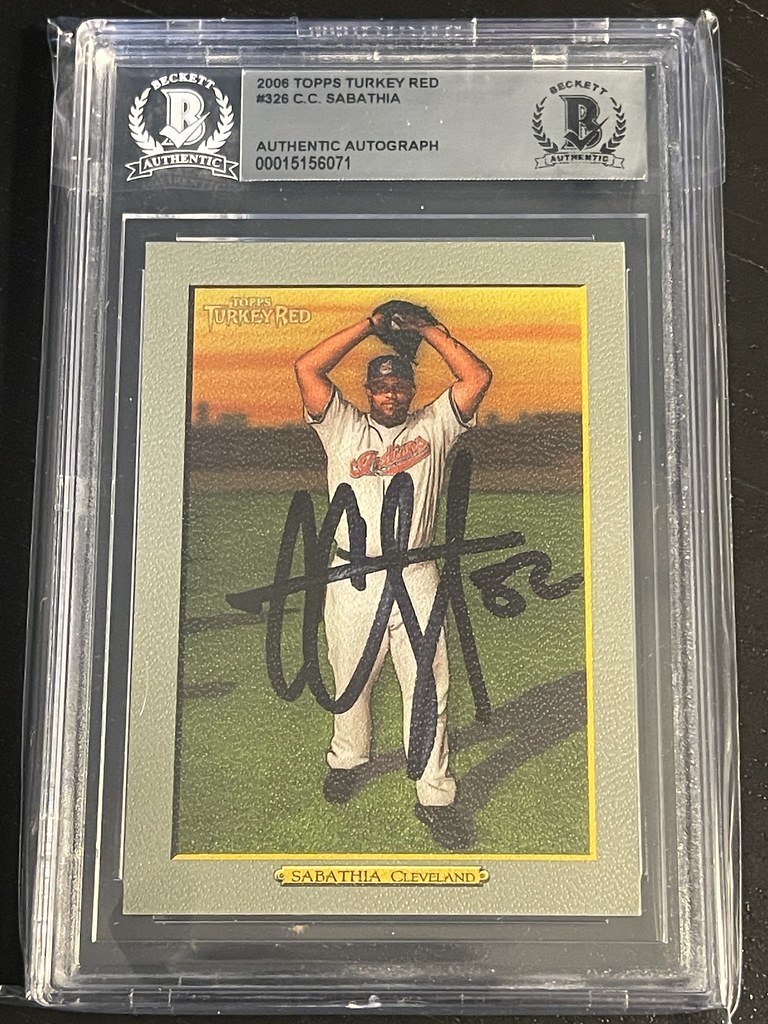 BECKETT
B
AUTHENTIC
2006 TOPPS TURKEY RED
#326 C.C. SABATHIA
AUTHENTIC AUTOGRAPH
00015156071
BECKETT
B
AUTHENTIC
TOPPS
TURKEY RED
Indians
52
SABATHIA CLEVELAND